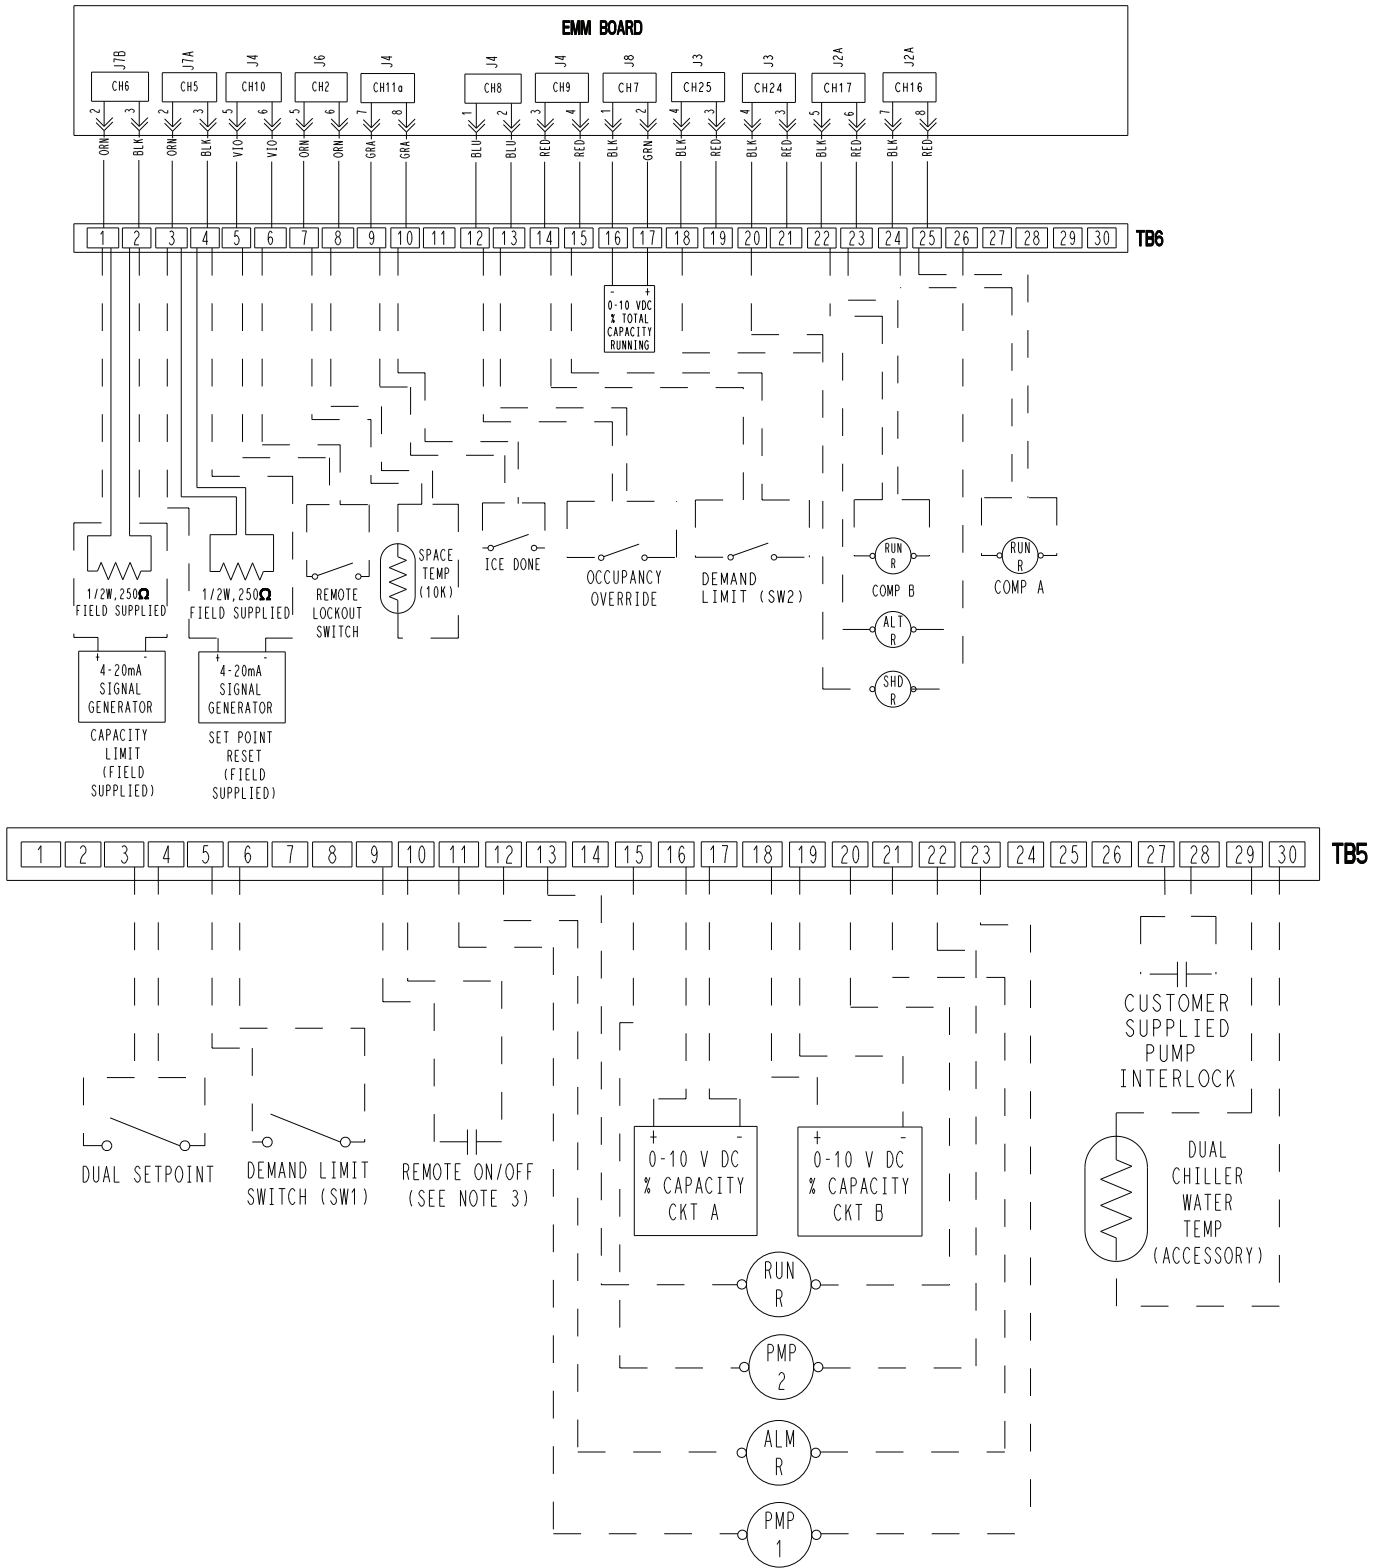 EMM BOARD
J7B J7A J4 J6 J4 J4 J4 J8 J3 J3 J2A J2A
CH6 CH5 CH10 CH2 CH11a CH8 CH9 CH7 CH25 CH24 CH17 CH16
2 3 2 3 5 6 5 6 7 8 1 2 3 4 1 2 4 3 4 3 5 6 7 8
ORN BLK ORN BLK VIO VIO ORN ORN GRA GRA BLU BLU RED RED BLK GRN BLK RED BLK RED BLK RED BLK RED
1 2 3 4 5 6 7 8 9 10 11 12 13 14 15 16 17 18 19 20 21 22 23 24 25 26 27 28 29 30 TB6
- +
0-10 VDC
% TOTAL
CAPACITY
RUNNING
1/2W,250Ω
FIELD SUPPLIED
+ -
4-20mA
SIGNAL
GENERATOR
CAPACITY
LIMIT
(FIELD
SUPPLIED)
1/2W,250Ω
FIELD SUPPLIED
+ -
4-20mA
SIGNAL
GENERATOR
SET POINT
RESET
(FIELD
SUPPLIED)
REMOTE
LOCKOUT
SWITCH
SPACE
TEMP
(10K)
ICE DONE
OCCUPANCY
OVERRIDE
DEMAND
LIMIT (SW2)
RUN
R
COMP B
ALT
R
SHD
R
RUN
R
COMP A
1 2 3 4 5 6 7 8 9 10 11 12 13 14 15 16 17 18 19 20 21 22 23 24 25 26 27 28 29 30 TB5
DUAL SETPOINT
DEMAND LIMIT
SWITCH (SW1)
REMOTE ON/OFF
(SEE NOTE 3)
+ -
0-10 V DC
% CAPACITY
CKT A
+ -
0-10 V DC
% CAPACITY
CKT B
CUSTOMER
SUPPLIED
PUMP
INTERLOCK
DUAL
CHILLER
WATER
TEMP
(ACCESSORY)
RUN
R
PMP
2
ALM
R
PMP
1